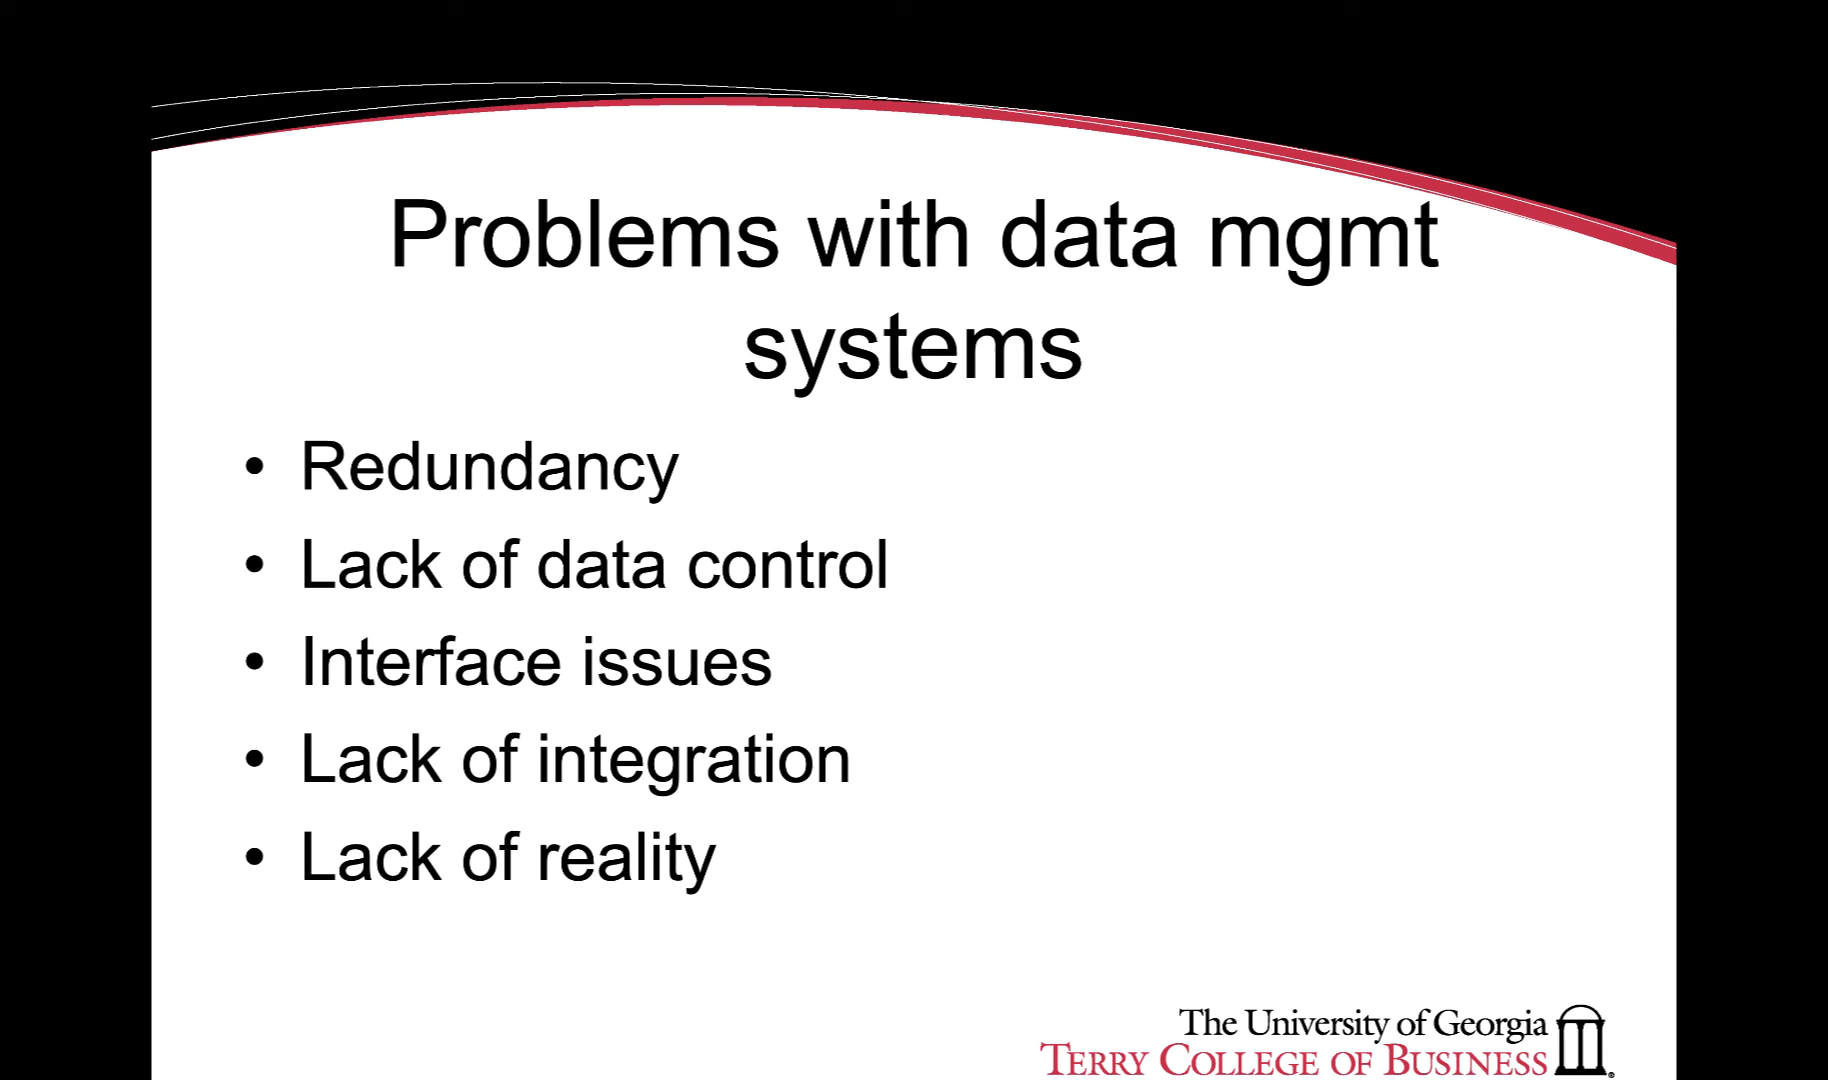 Problems with data mgmt
systems
• Redundancy
• Lack of data control
• Interface issues
• Lack of integration
• Lack of reality
The University of Georgia
TERRY COLLEGE OF BUSINESS